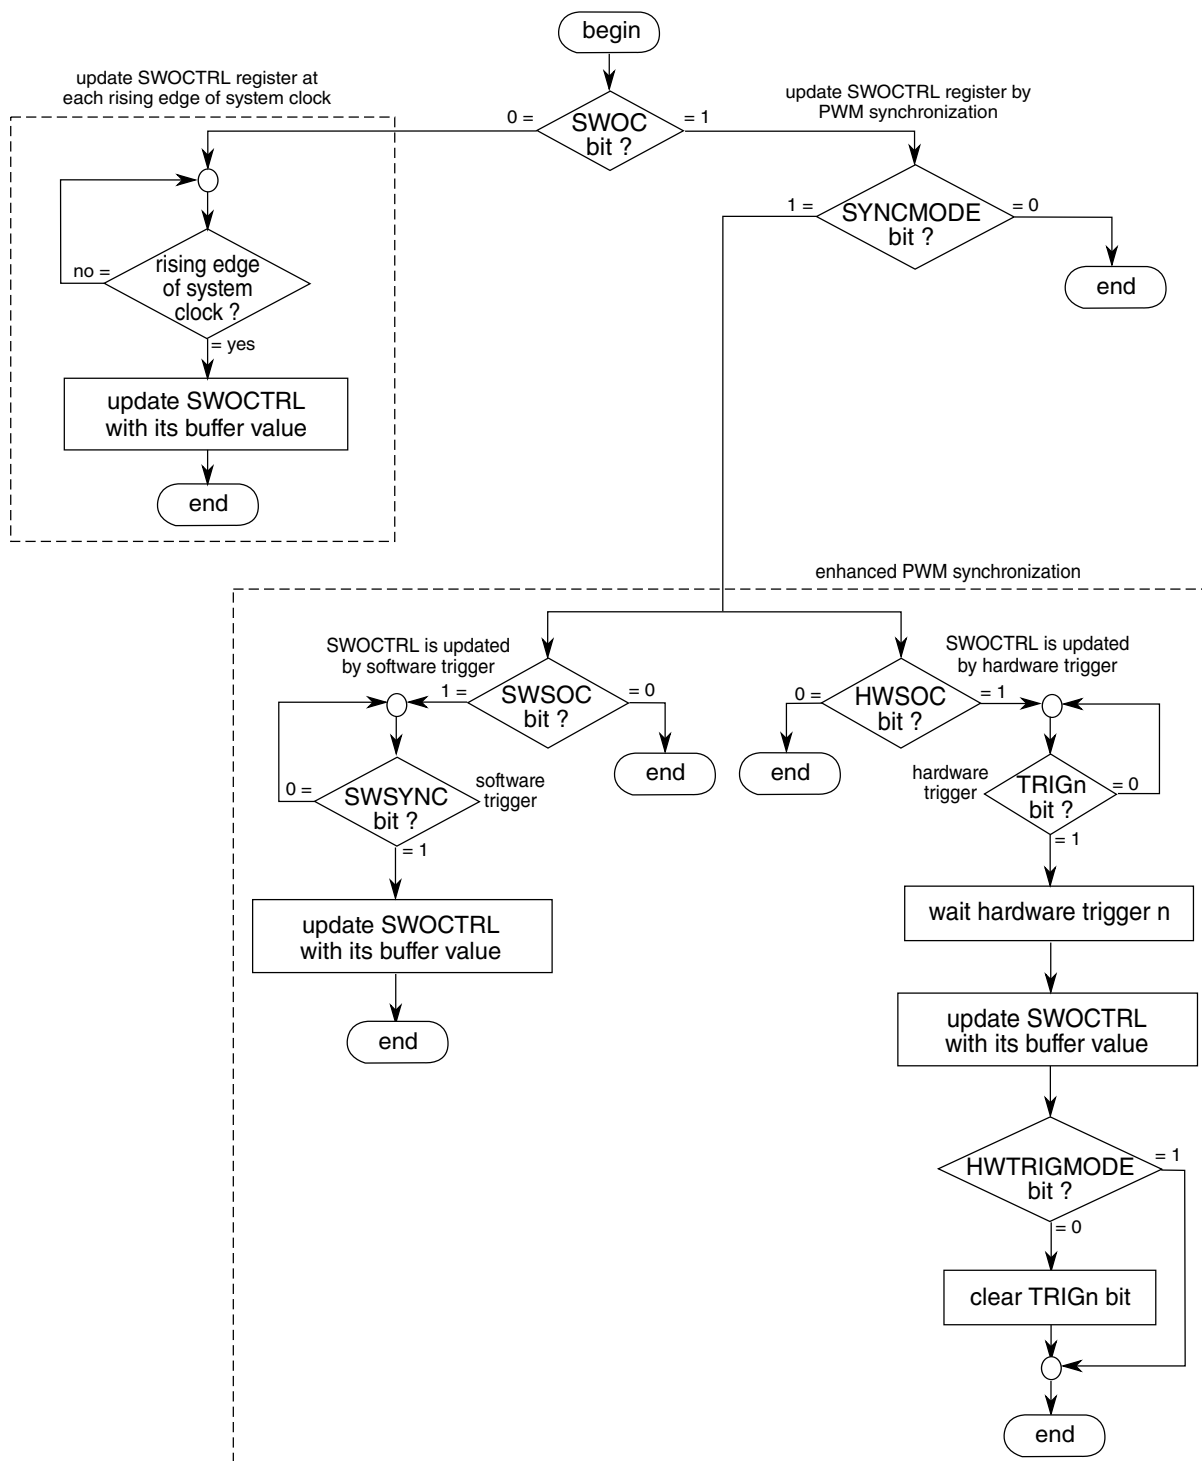 begin
update SWOCTRL register at
each rising edge of system clock
update SWOCTRL register by
PWM synchronization
0 =
SWOC
bit ?
= 1
1 =
SYNCMODE
bit ?
= 0
end
no =
rising edge
of system
clock ?
= yes
update SWOCTRL
with its buffer value
end
enhanced PWM synchronization
SWOCTRL is updated
by software trigger
SWOCTRL is updated
by hardware trigger
1 =
SWSOC
bit ?
= 0
end
0 =
HWSOC
bit ?
= 1
end
0 =
SWSYNC
bit ?
software
trigger
= 1
update SWOCTRL
with its buffer value
end
hardware
trigger
TRIGn
bit ?
= 0
= 1
wait hardware trigger n
update SWOCTRL
with its buffer value
HWTRIGMODE
bit ?
= 1
= 0
clear TRIGn bit
end